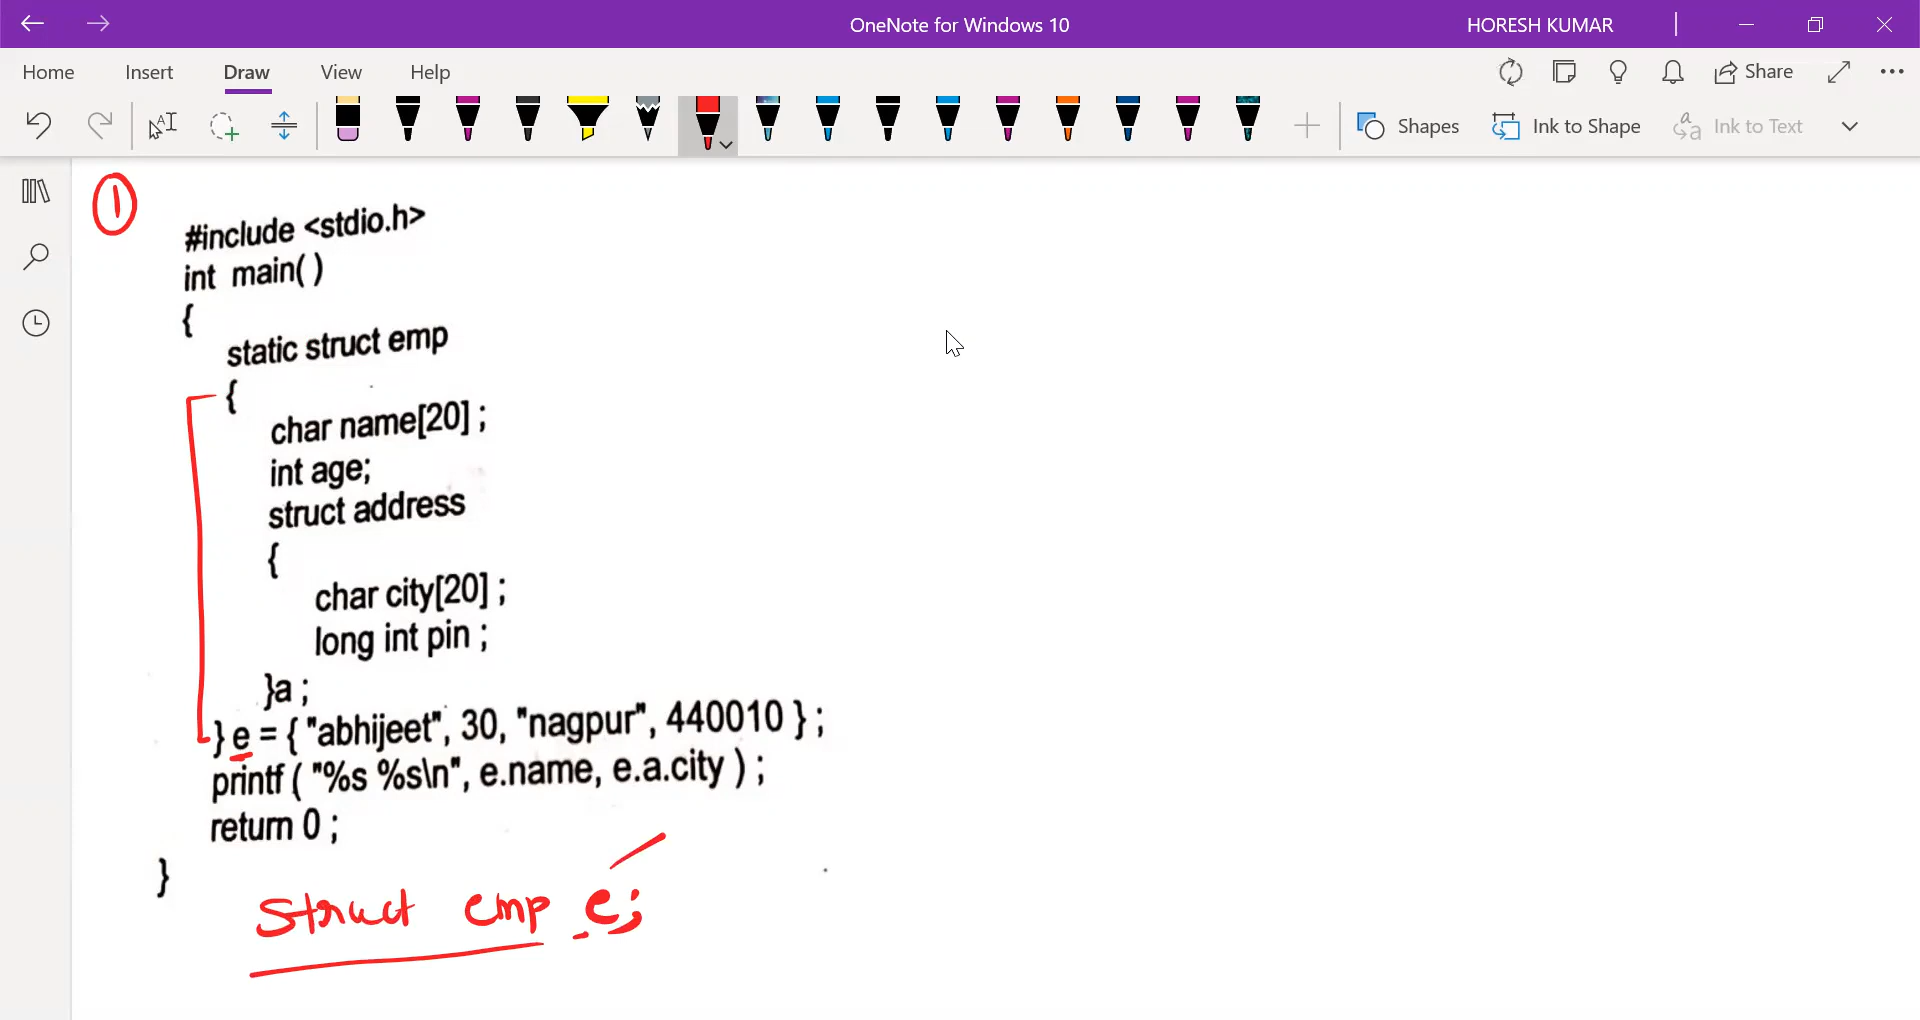 OneNote for Windows 10
HORESH KUMAR
Home Insert Draw View Help
Share
Shapes Ink to Shape Ink to Text
1
#include <stdio.h>
int main( )
{
static struct emp
{
char name[20] ;
int age;
struct address
{
char city[20] ;
long int pin ;
}a ;
} e = { "abhijeet", 30, "nagpur", 440010 } ;
printf ( "%s %s\n", e.name, e.a.city ) ;
return 0 ;
}
struct emp e;